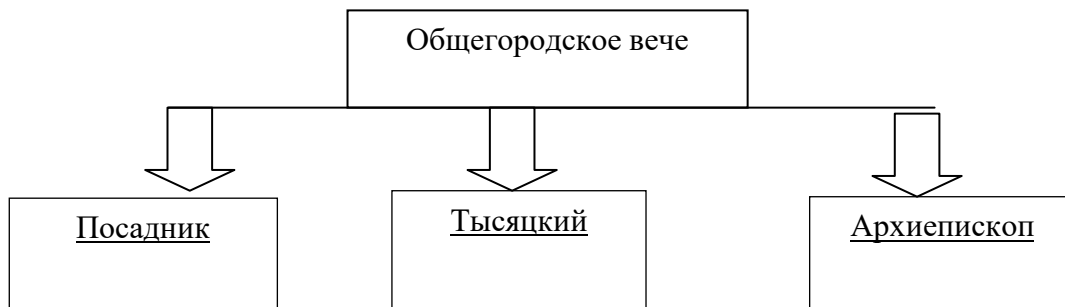 Общегородское вече
Посадник
Тысяцкий
Архиепископ